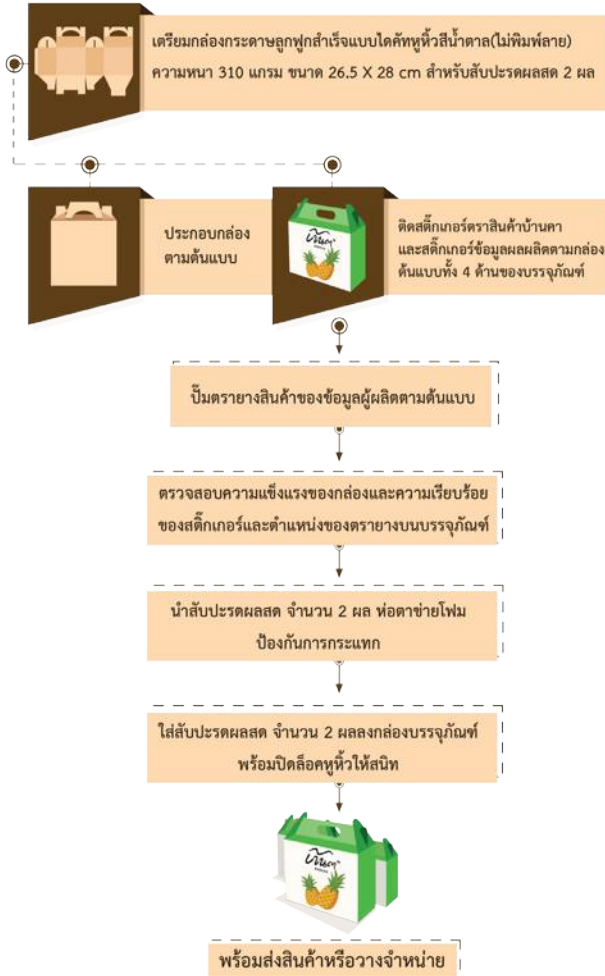 เตรียมกล่องกระดาษลูกฟูกสำเร็จแบบไดคัทหูหิ้วสีน้ำตาล(ไม่พิมพ์ลาย)
ความหนา 310 แกรม ขนาด 26.5 X 28 cm สำหรับสับปะรดผลสด 2 ผล
ประกอบกล่อง
ตามต้นแบบ
บ้านคา
ติดสติ๊กเกอร์ตราสินค้าบ้านคา
และสติ๊กเกอร์ข้อมูลผลผลิตตามกล่อง
ต้นแบบทั้ง 4 ด้านของบรรจุภัณฑ์
ปั๊มตรายางสินค้าของข้อมูลผู้ผลิตตามต้นแบบ
ตรวจสอบความแข็งแรงของกล่องและความเรียบร้อย
ของสติ๊กเกอร์และตำแหน่งของตรายางบนบรรจุภัณฑ์
นำสับปะรดผลสด จำนวน 2 ผล ห่อตาข่ายโฟม
ป้องกันการกระแทก
ใส่สับปะรดผลสด จำนวน 2 ผลลงกล่องบรรจุภัณฑ์
พร้อมปิดล็อคหูหิ้วให้สนิท
บ้านคา
พร้อมส่งสินค้าหรือวางจำหน่าย